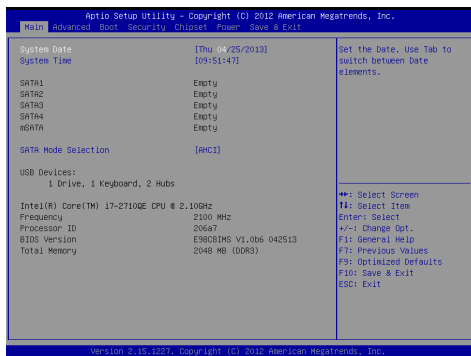 Aptio Setup Utility – Copyright (C) 2012 American Megatrends, Inc.
Main Advanced Boot Security Chipset Power Save & Exit
System Date [Thu 04/25/2013]
System Time [09:51:47]
SATA1 Empty
SATA2 Empty
SATA3 Empty
SATA4 Empty
mSATA Empty
SATA Mode Selection [AHCI]
USB Devices:
1 Drive, 1 Keyboard, 2 Hubs
Intel(R) Core(TM) i7-2710QE CPU @ 2.10GHz
Frequency 2100 MHz
Processor ID 206a7
BIOS Version E98CBIMS V1.0b6 042513
Total Memory 2048 MB (DDR3)
Set the Date. Use Tab to
switch between Date
elements.
→←: Select Screen
↑↓: Select Item
Enter: Select
+/-: Change Opt.
F1: General Help
F7: Previous Values
F9: Optimized Defaults
F10: Save & Exit
ESC: Exit
Version 2.15.1227. Copyright (C) 2012 American Megatrends, Inc.